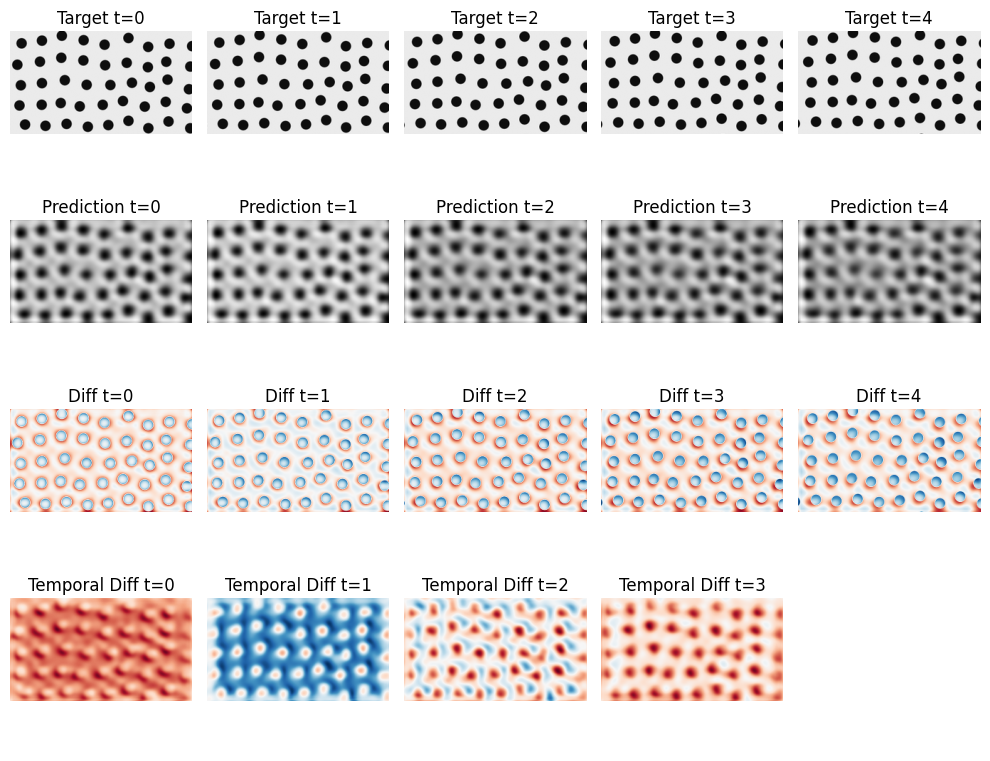 Target t=0 Target t=1 Target t=2 Target t=3 Target t=4
Prediction t=0 Prediction t=1 Prediction t=2 Prediction t=3 Prediction t=4
Diff t=0 Diff t=1 Diff t=2 Diff t=3 Diff t=4
Temporal Diff t=0 Temporal Diff t=1 Temporal Diff t=2 Temporal Diff t=3